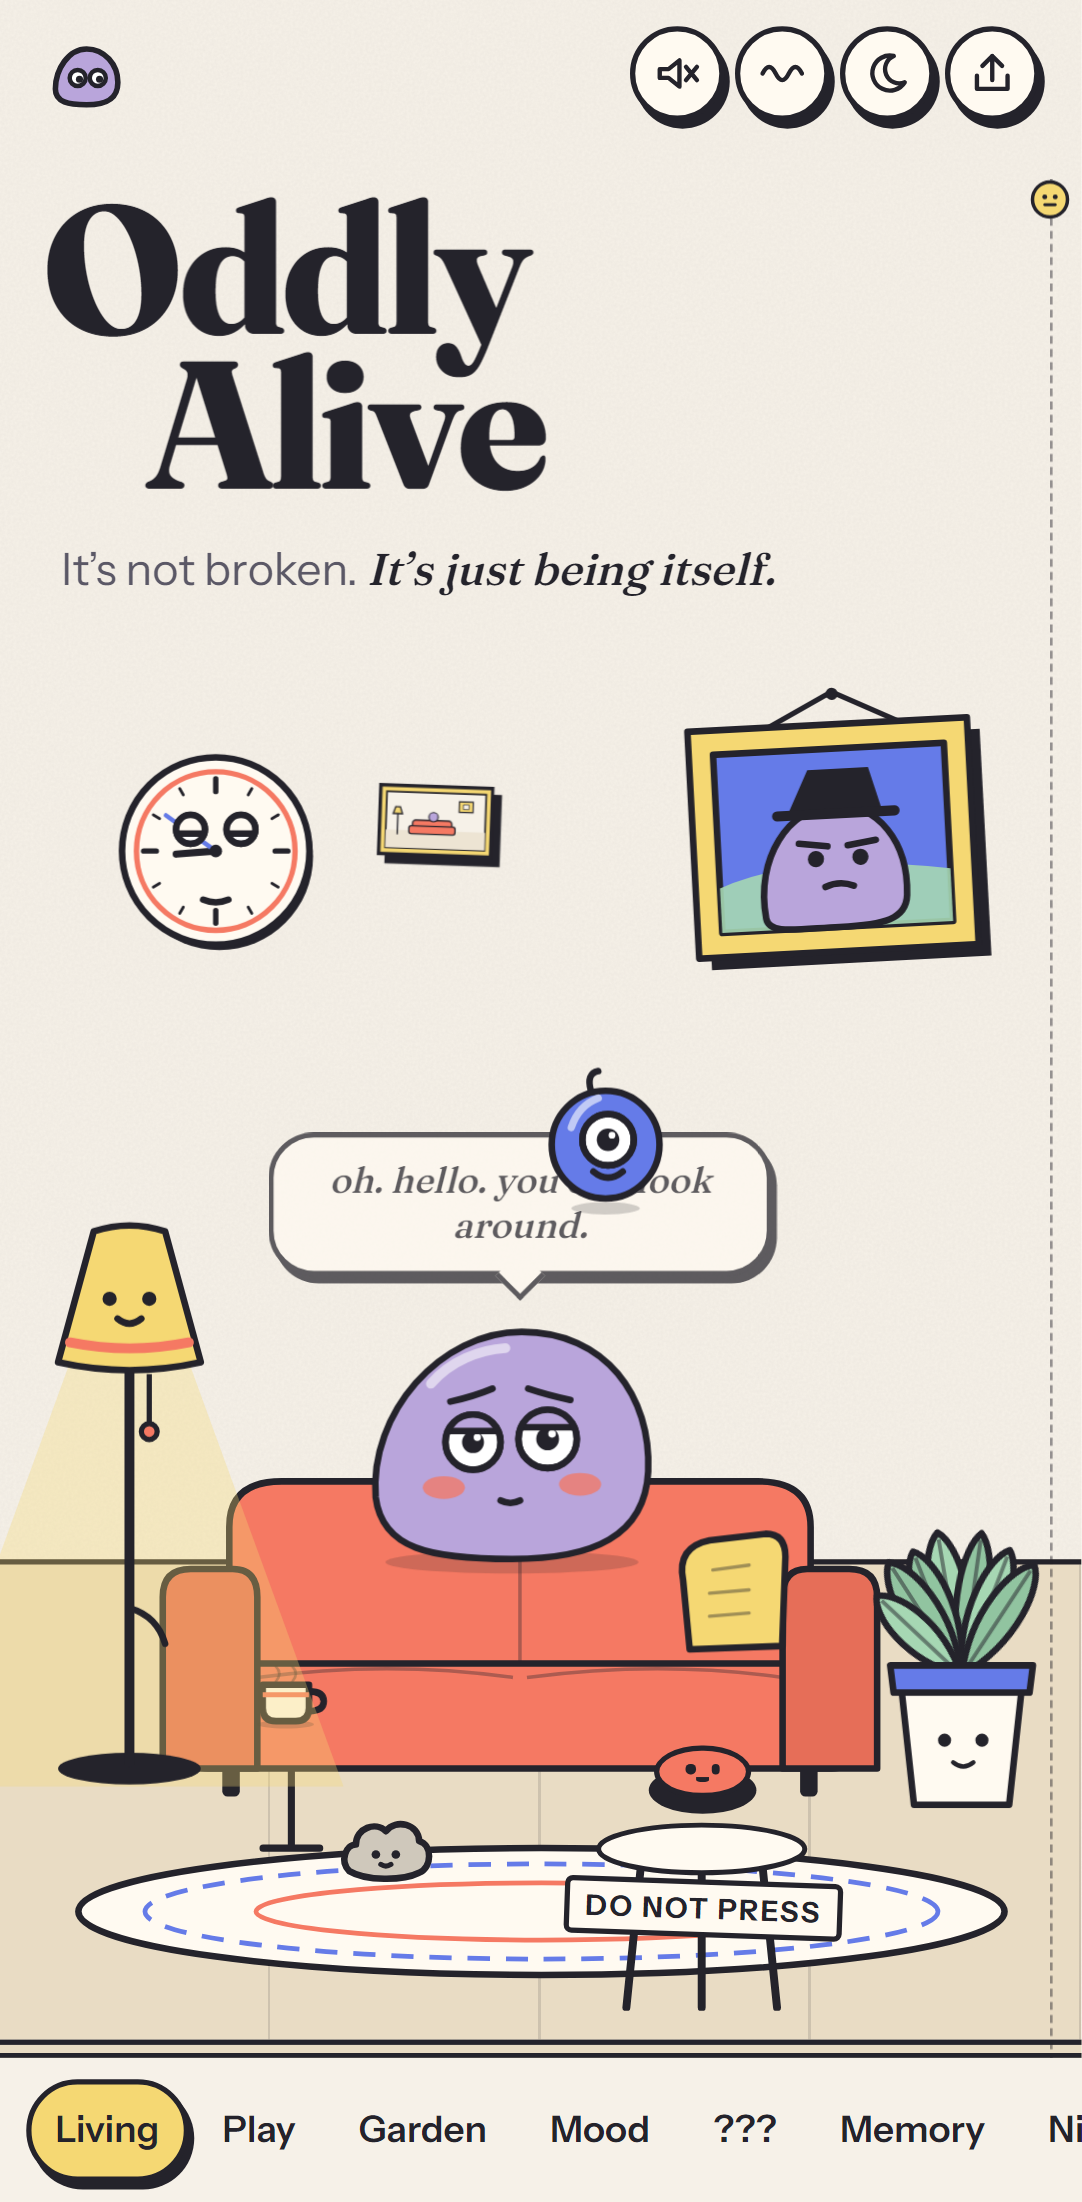 Oddly
Alive
It's not broken. It's just being itself.
oh. hello. you look
around.
DO NOT PRESS
Living Play Garden Mood ??? Memory